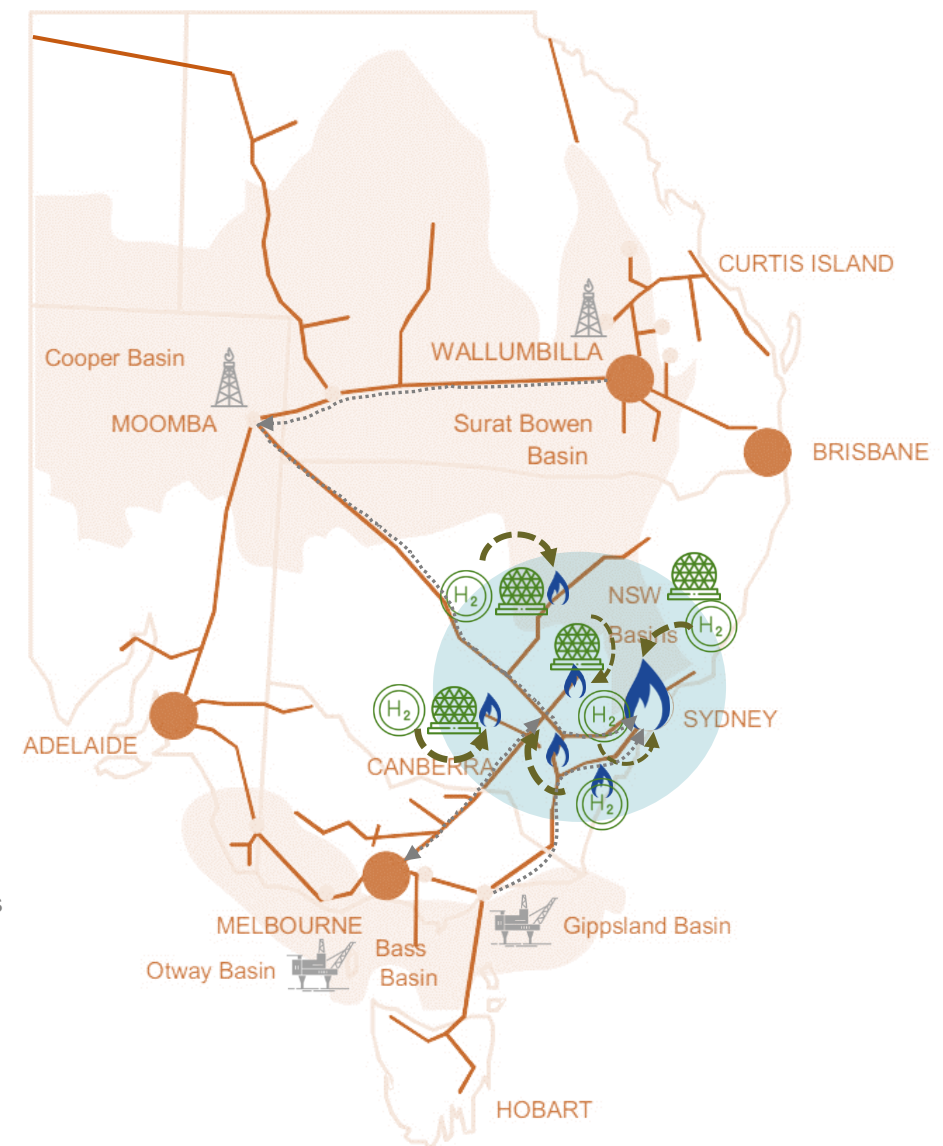 CURTIS ISLAND
WALLUMBILLA
Cooper Basin
MOOMBA
Surat Bowen
Basin
BRISBANE
H2
NSW
Basins
H2
H2
H2
SYDNEY
ADELAIDE
CANBERRA
H2
MELBOURNE
Gippsland Basin
Bass
Basin
Otway Basin
HOBART
s